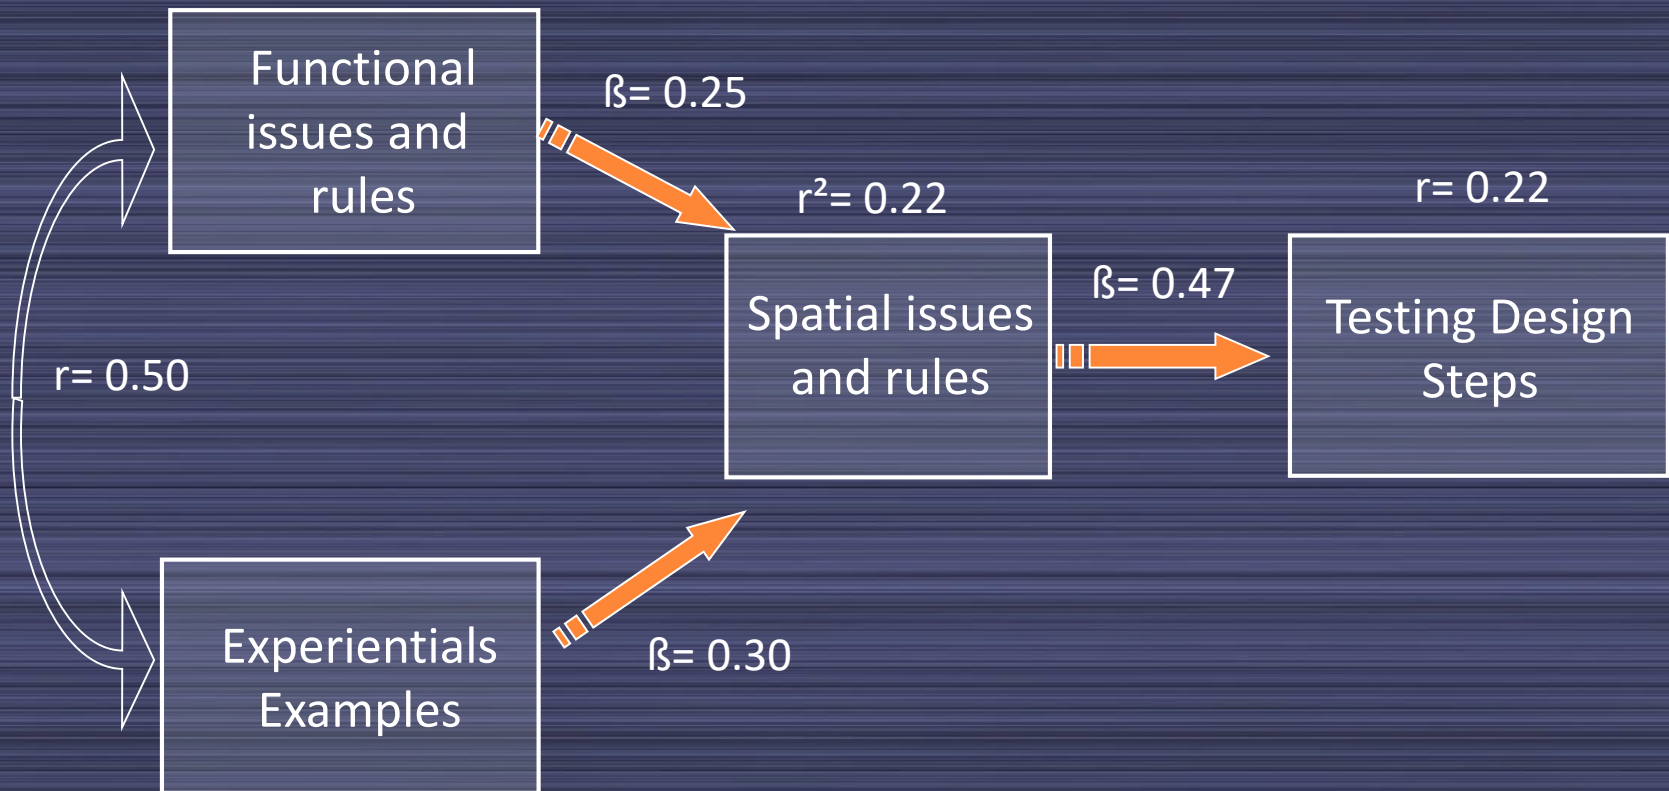 Functional
issues and
rules
ß= 0.25
r²= 0.22
r= 0.22
Spatial issues
and rules
ß= 0.47
Testing Design
Steps
r= 0.50
Experientials
Examples
ß= 0.30